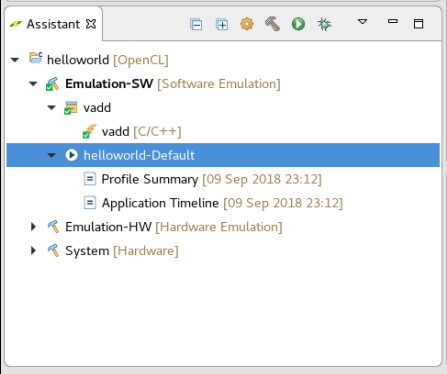 Assistant
helloworld [OpenCL]
Emulation-SW [Software Emulation]
vadd
vadd [C/C++]
helloworld-Default
Profile Summary [09 Sep 2018 23:12]
Application Timeline [09 Sep 2018 23:12]
Emulation-HW [Hardware Emulation]
System [Hardware]